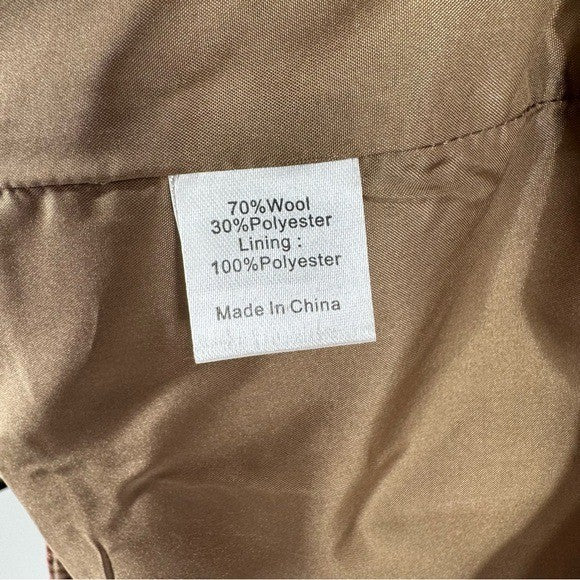 70%Wool
30%Polyester
Lining :
100%Polyester
Made In China